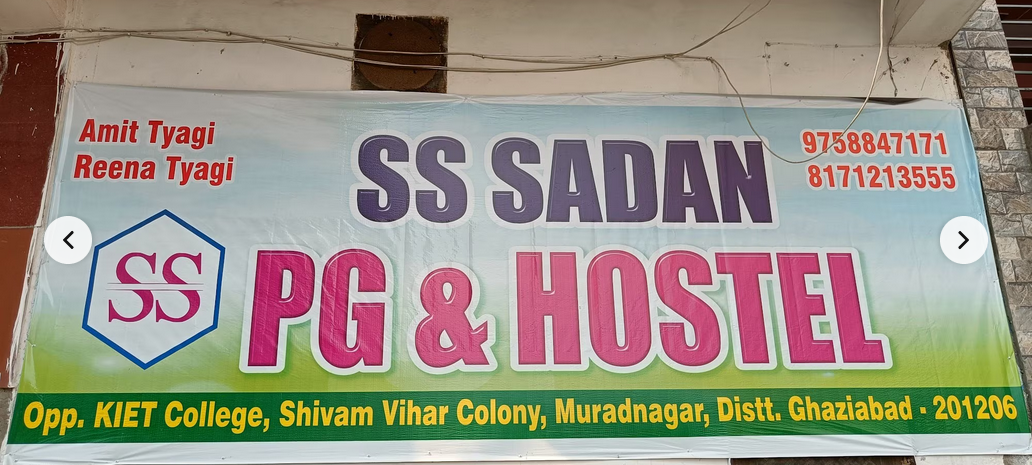 Amit Tyagi
Reena Tyagi
SS SADAN
9758847171
8171213555
SS
PG & HOSTEL
Opp. KIET College, Shivam Vihar Colony, Muradnagar, Distt. Ghaziabad - 201206